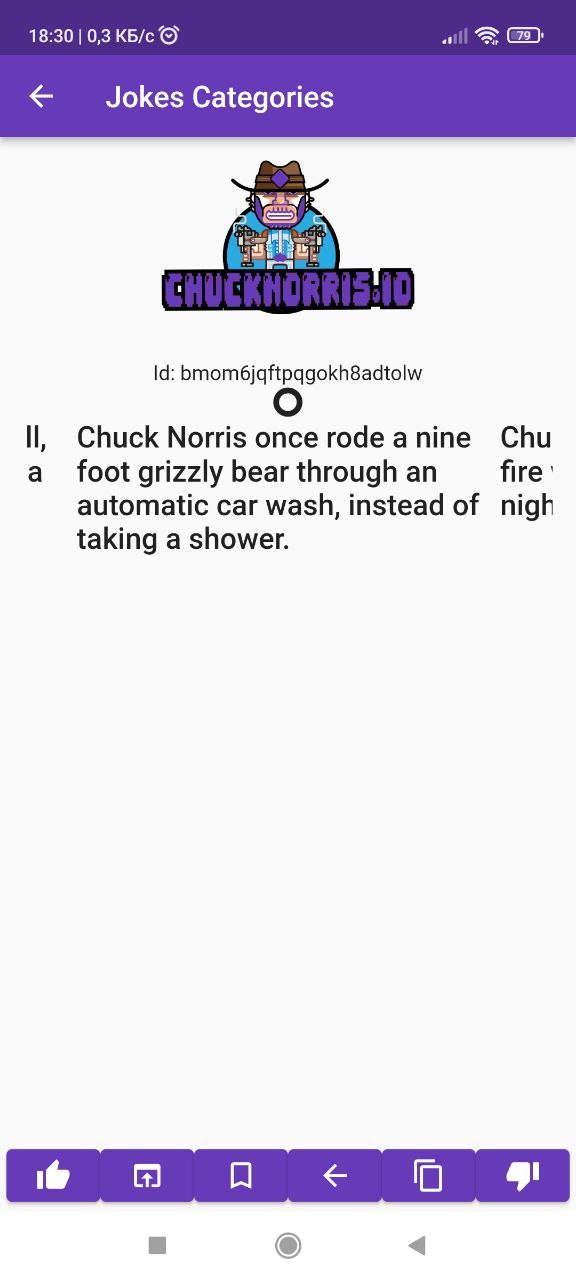 18:30 | 0,3 КБ/с
79
Jokes Categories
CHUCKNORRIS.IO
Id: bmom6jqftpqgokh8adtolw
ll,
a
Chuck Norris once rode a nine
foot grizzly bear through an
automatic car wash, instead of
taking a shower.
Chu
fire
nigh